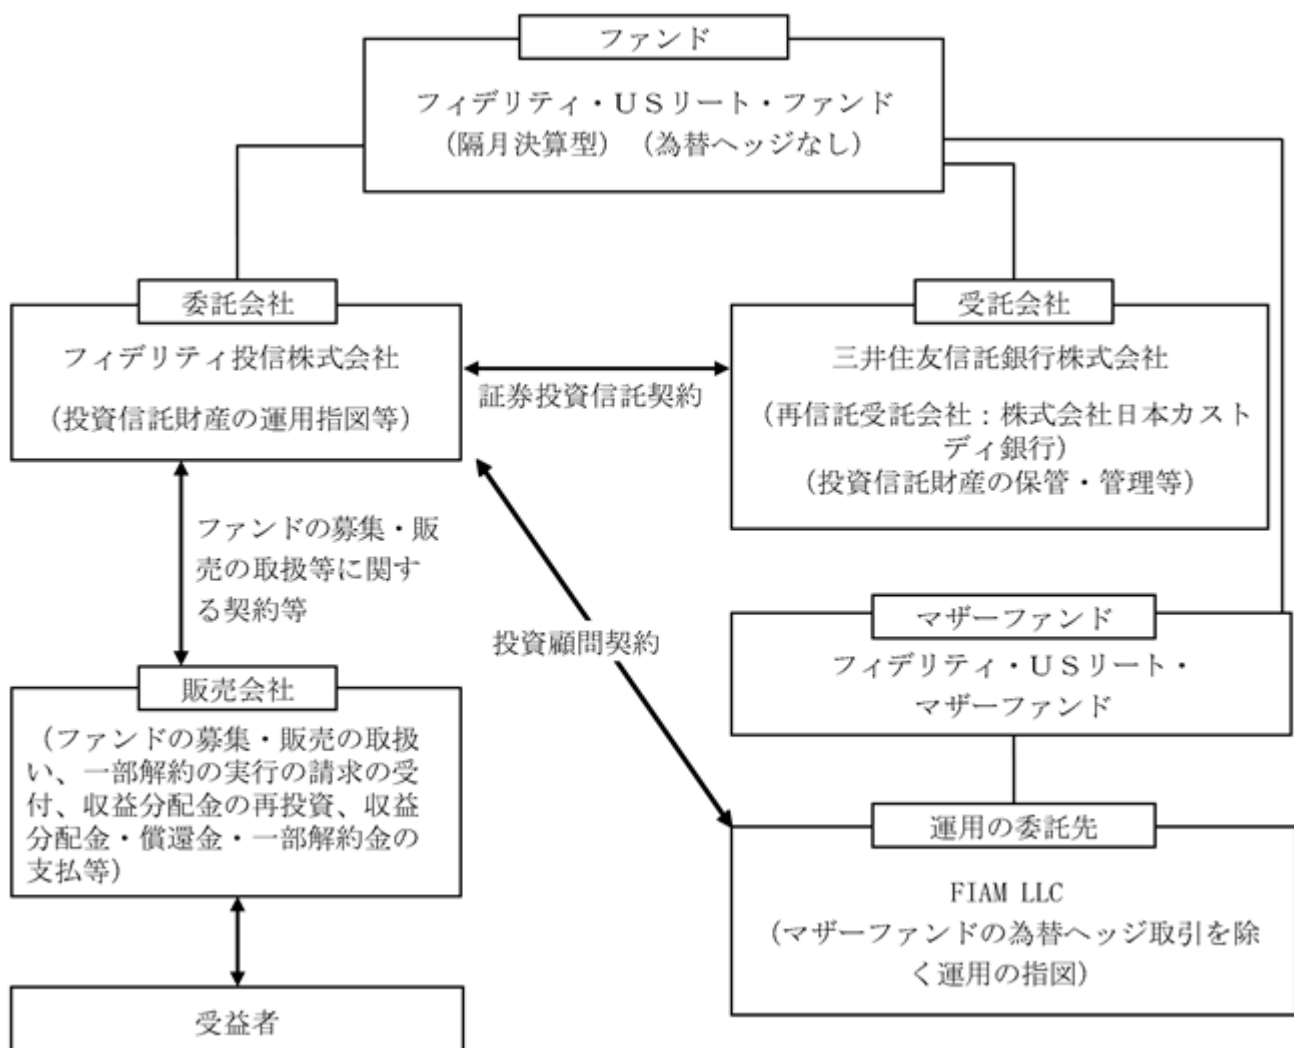 ファンド
フィデリティ・ＵＳリート・ファンド
（隔月決算型）（為替ヘッジなし）
委託会社
フィデリティ投信株式会社
（投資信託財産の運用指図等）
証券投資信託契約
受託会社
三井住友信託銀行株式会社
（再信託受託会社：株式会社日本カスト
ディ銀行）
（投資信託財産の保管・管理等）
ファンドの募集・販
売の取扱等に関す
る契約等
投資顧問契約
マザーファンド
フィデリティ・ＵＳリート・
マザーファンド
販売会社
（ファンドの募集・販売の取扱
い、一部解約の実行の請求の受
付、収益分配金の再投資、収益
分配金・償還金・一部解約金の
支払等）
運用の委託先
FIAM LLC
（マザーファンドの為替ヘッジ取引を除
く運用の指図）
受益者